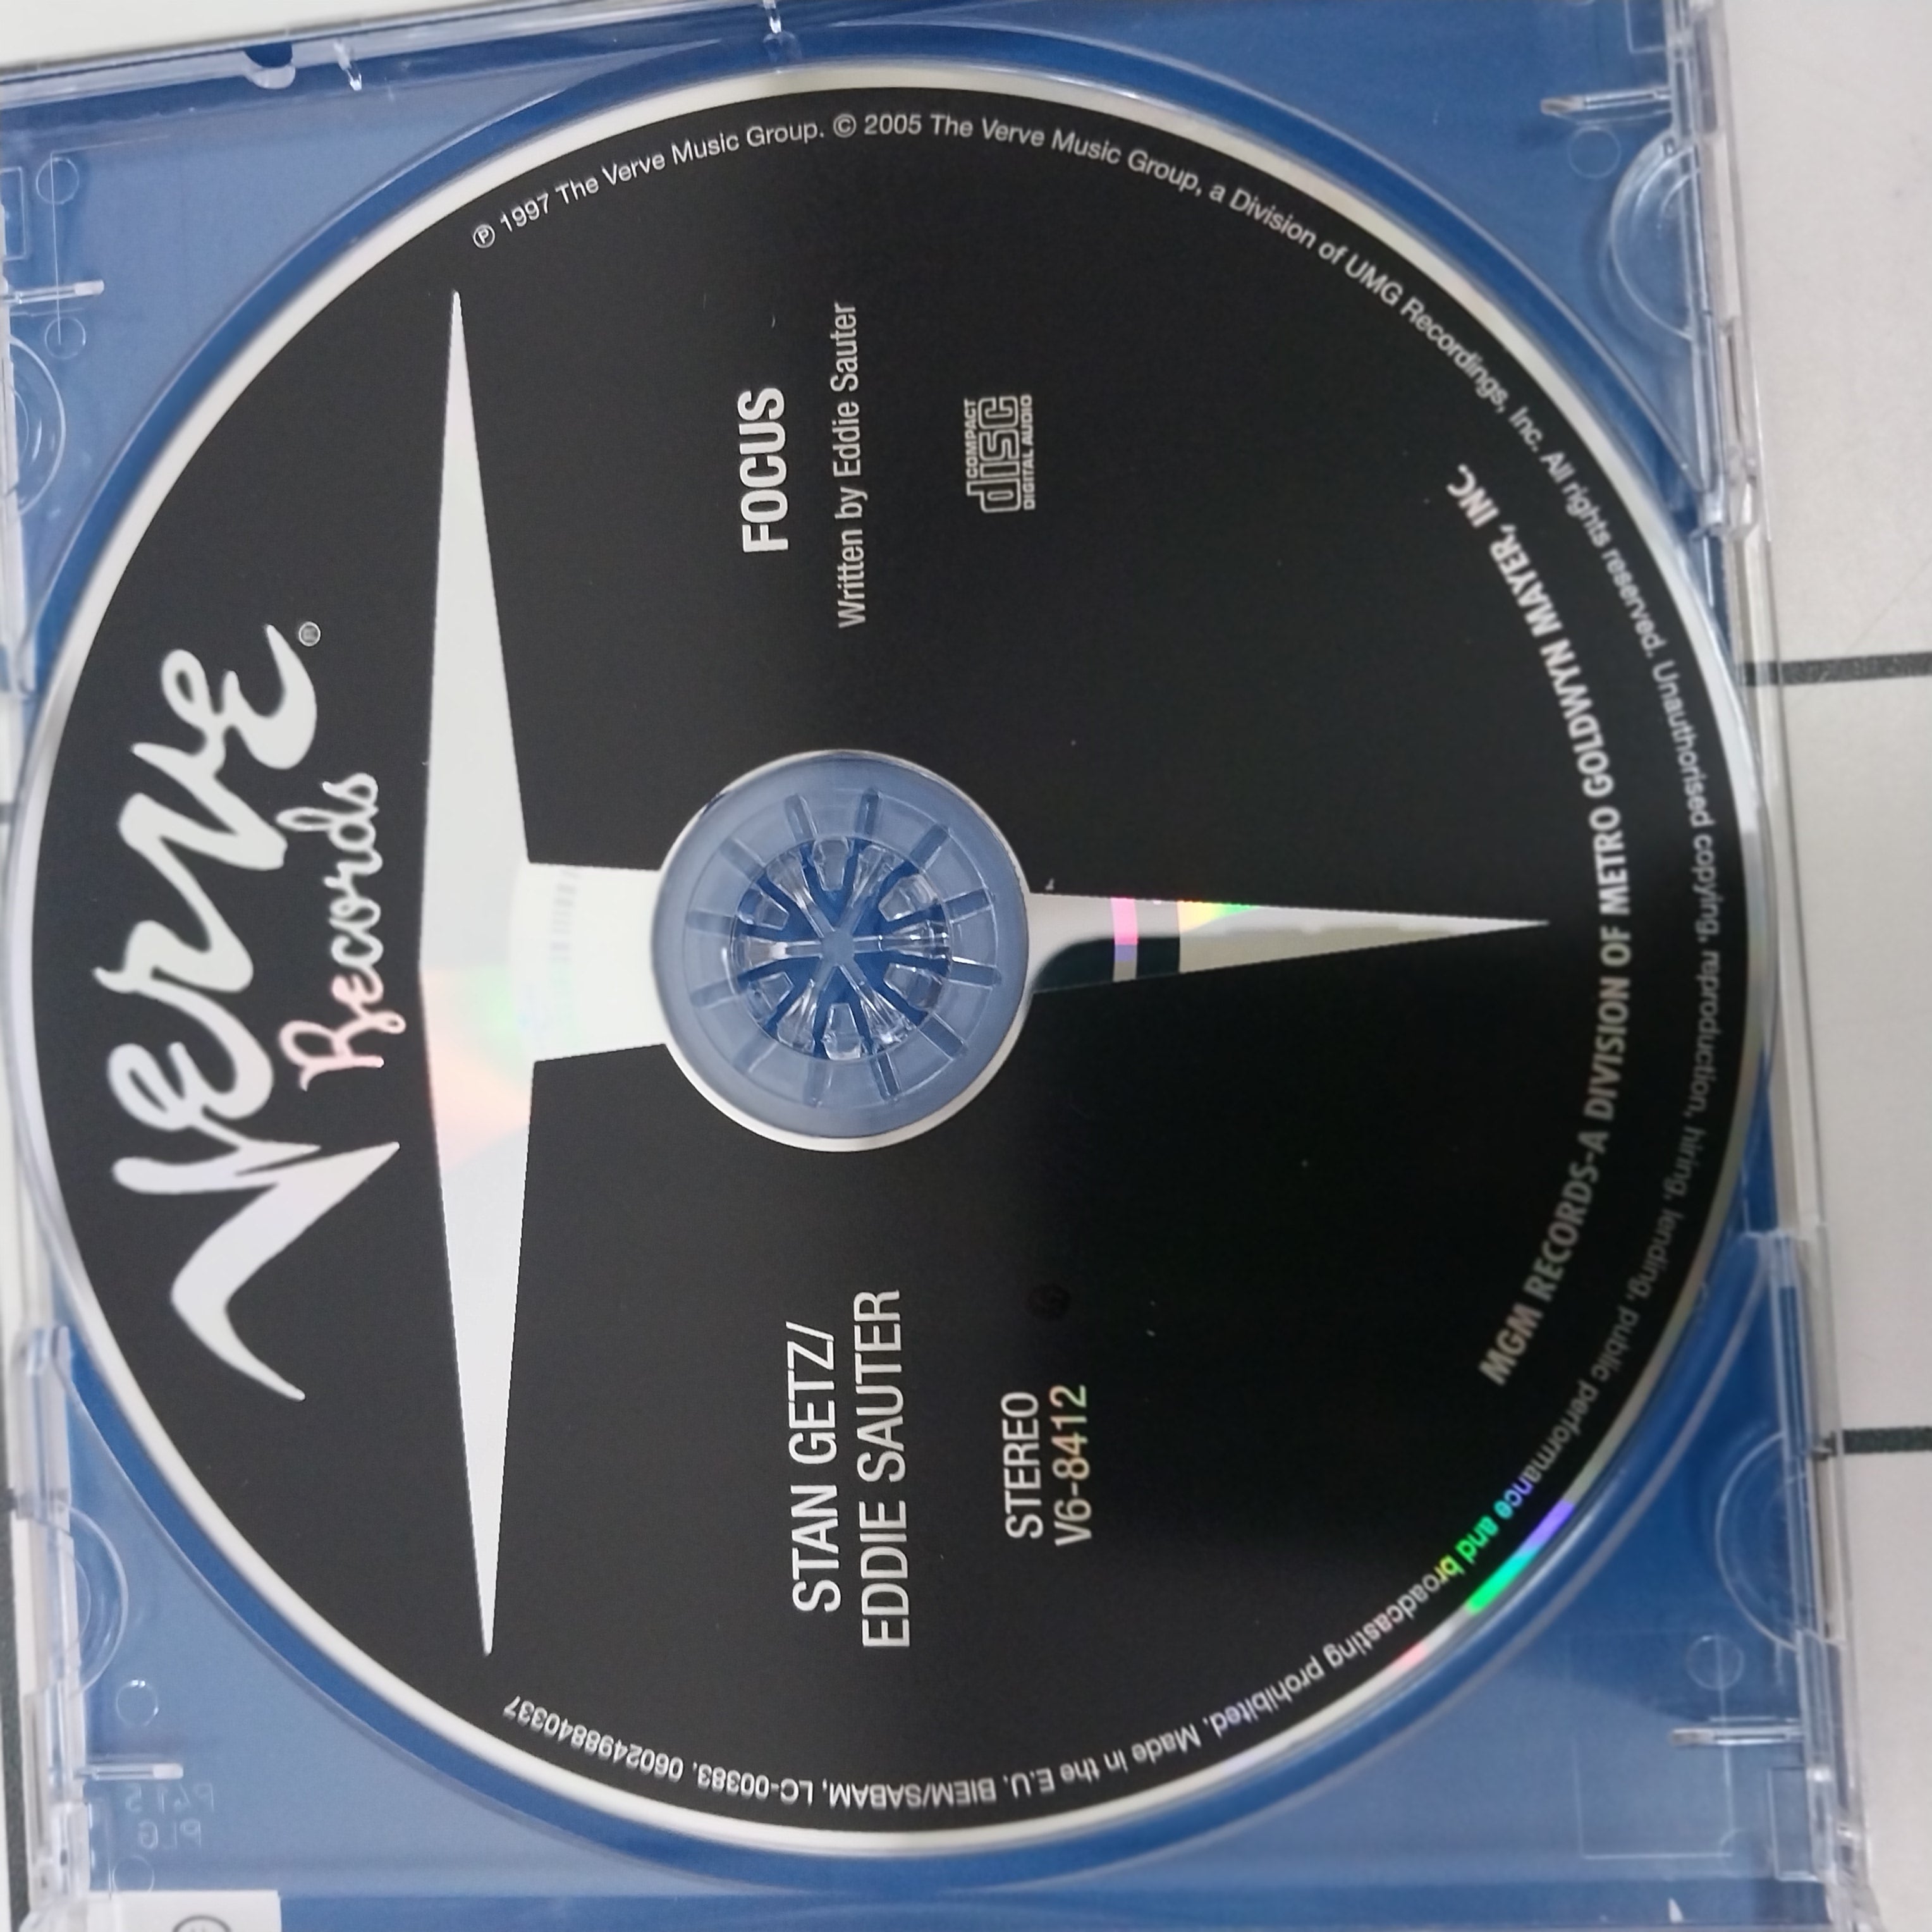 Verve
Records ®
STAN GETZ/
EDDIE SAUTER
STEREO
V6-8412
FOCUS
Written by Eddie Sauter
COMPACT
disc
DIGITAL AUDIO
MGM RECORDS-A DIVISION OF METRO GOLDWYN MAYER, INC.
℗ 1997 The Verve Music Group. © 2005 The Verve Music Group, a Division of UMG Recordings, Inc. All rights reserved. Unauthorised copying, reproduction, hiring, lending, public performance and broadcasting prohibited. Made in the E.U. BIEM/SABAM, LC-00383. 0602498840337